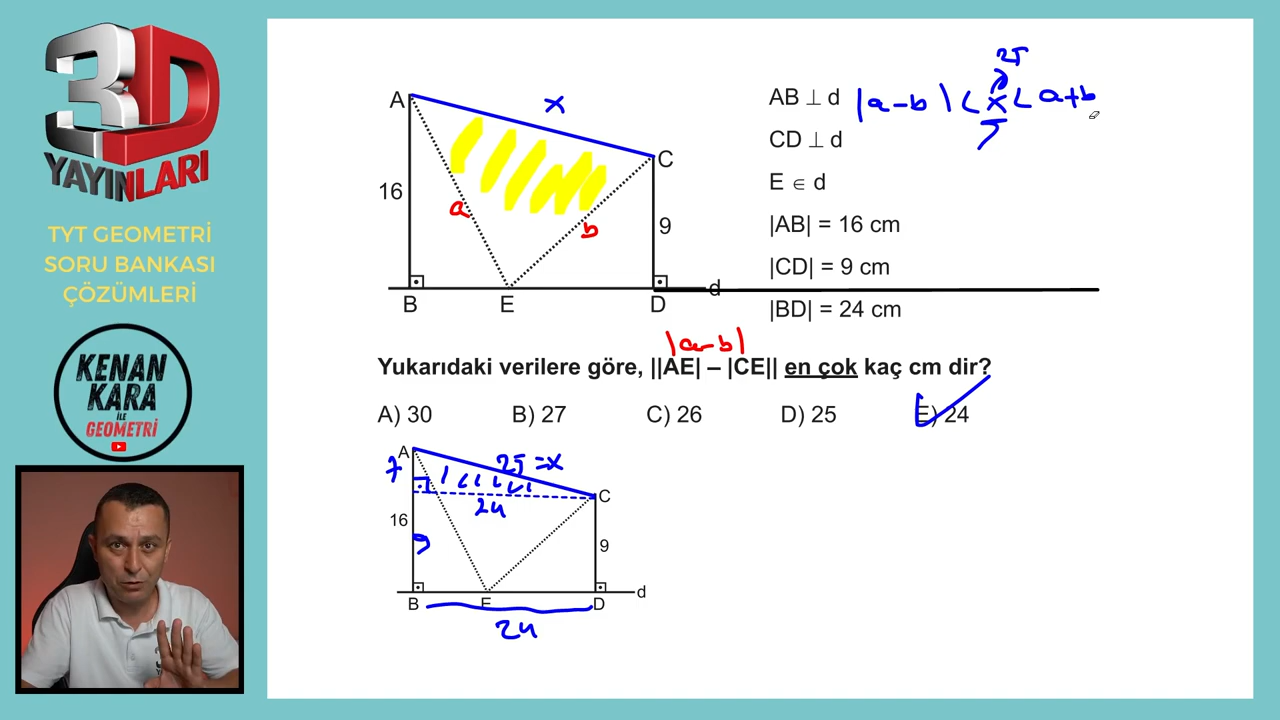 3D
YAYINLARI
TYT GEOMETRİ
SORU BANKASI
ÇÖZÜMLERİ
KENAN
KARA
İLE
GEOMETRİ
A
x
C
16
a
b
9
B
E
D
d
AB ⊥ d
|a-b| < x < a+b
25
CD ⊥ d
E ∈ d
|AB| = 16 cm
|CD| = 9 cm
|BD| = 24 cm
|a-b|
Yukarıdaki verilere göre, ||AE| – |CE|| en çok kaç cm dir?
A) 30 B) 27 C) 26 D) 25 E) 24
A
7
25 = x
C
24
16
9
9
B
E
D
d
24